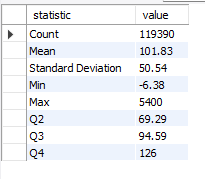 statistic value
Count 119390
Mean 101.83
Standard Deviation 50.54
Min -6.38
Max 5400
Q2 69.29
Q3 94.59
Q4 126